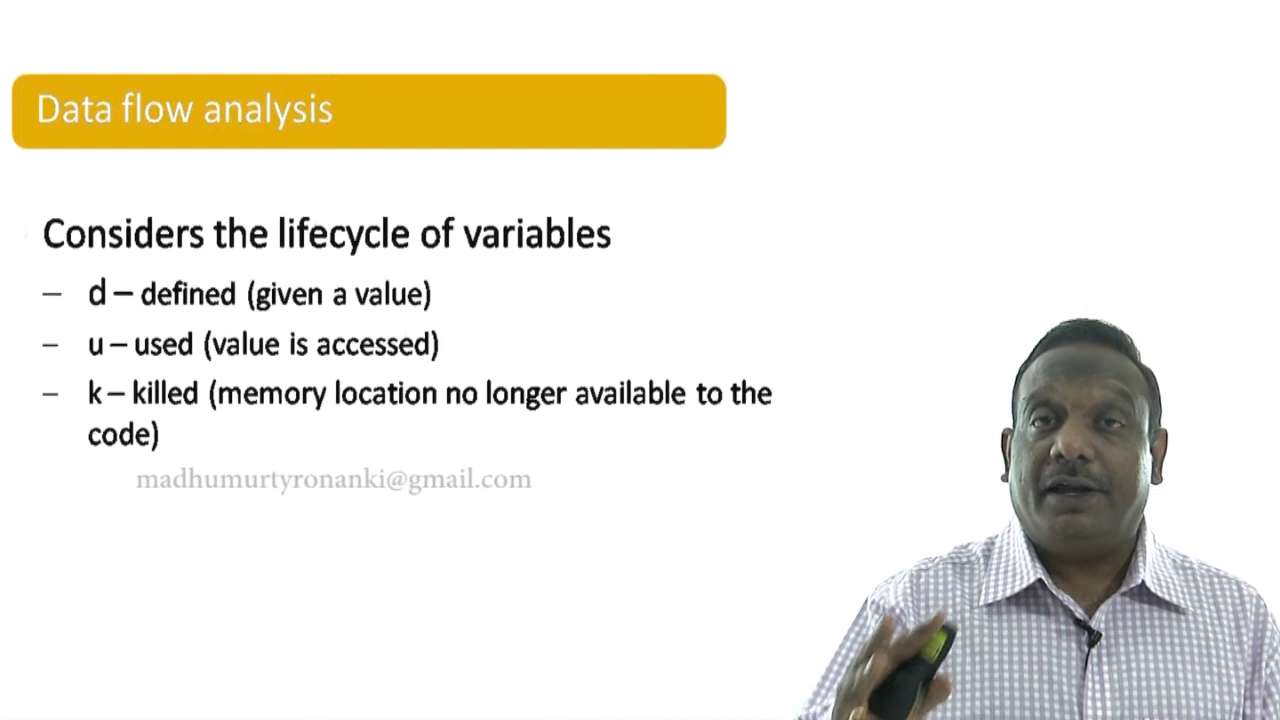 Data flow analysis
Considers the lifecycle of variables
– d – defined (given a value)
– u – used (value is accessed)
– k – killed (memory location no longer available to the
code)
madhumurtyronanki@gmail.com